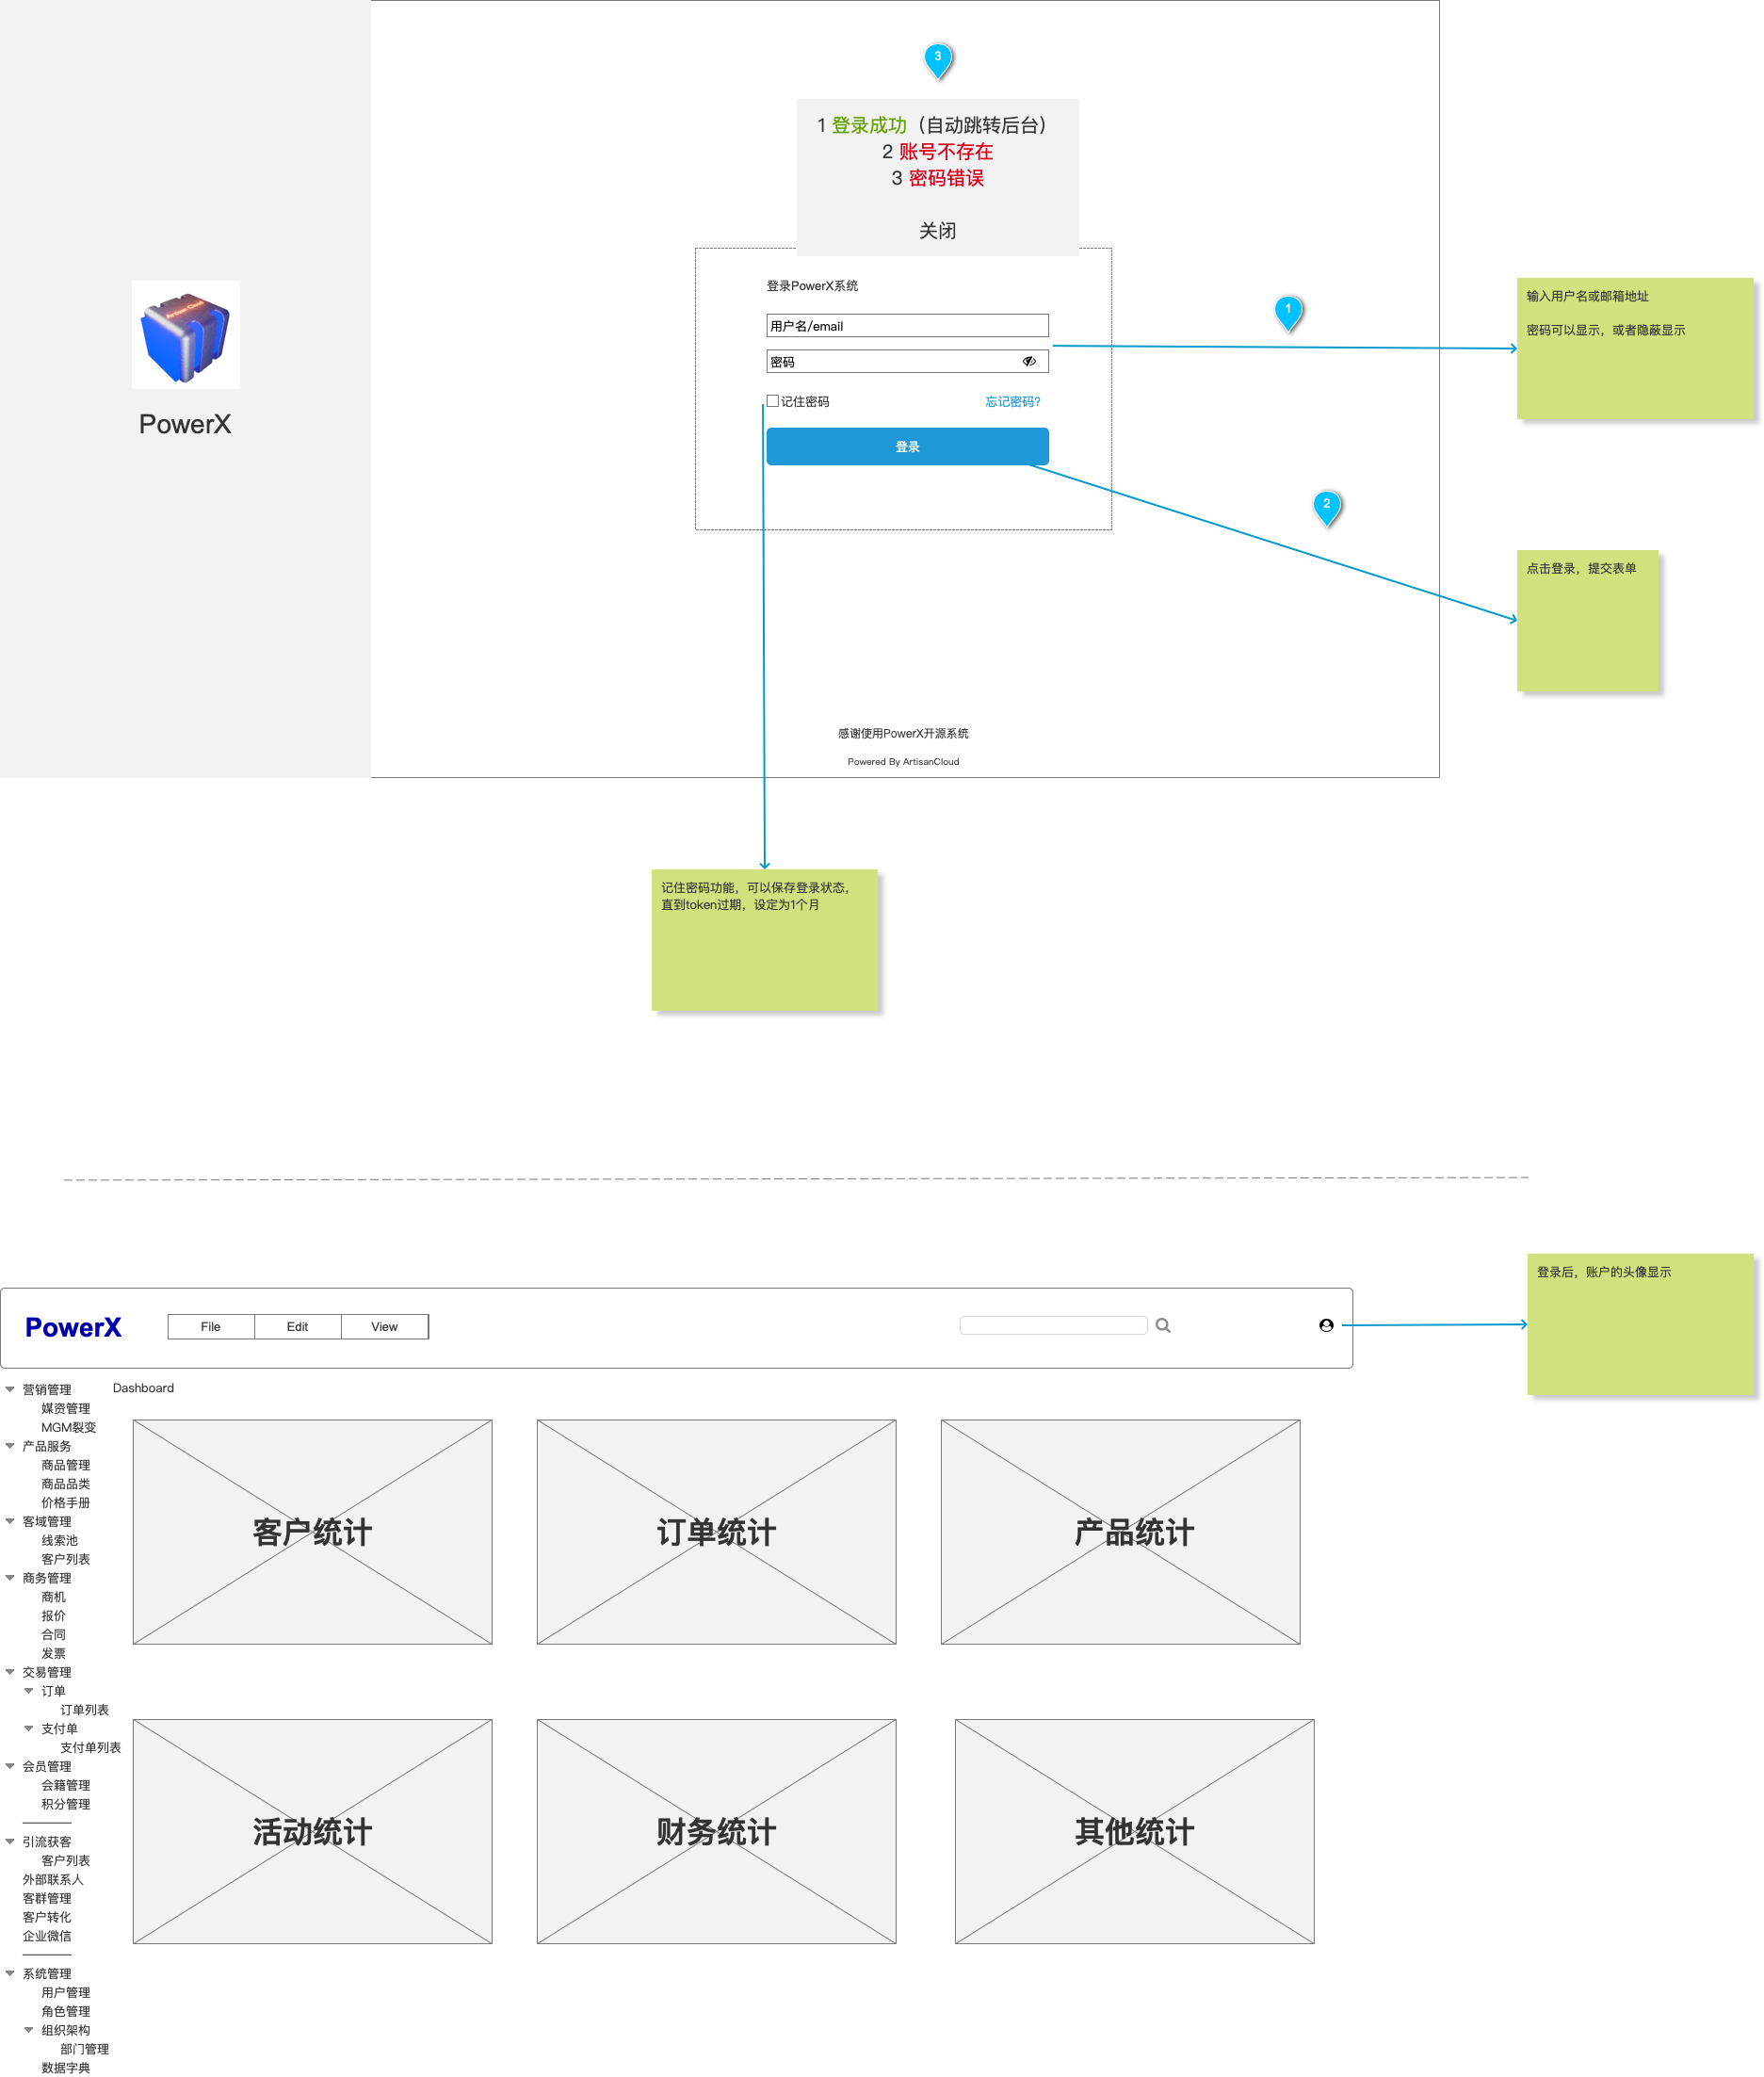 3
1 登录成功（自动跳转后台）
2 账号不存在
3 密码错误
关闭
登录PowerX系统
用户名/email
密码
记住密码
忘记密码?
登录
PowerX
1
输入用户名或邮箱地址
密码可以显示，或者隐蔽显示
2
点击登录，提交表单
感谢使用PowerX开源系统
Powered By ArtisanCloud
记住密码功能，可以保存登录状态，
直到token过期，设定为1个月
登录后，账户的头像显示
PowerX
File
Edit
View
营销管理
媒资管理
MGM裂变
产品服务
商品管理
商品品类
价格手册
客域管理
线索池
客户列表
商务管理
商机
报价
合同
发票
交易管理
订单
订单列表
支付单
支付单列表
会员管理
会籍管理
积分管理
引流获客
客户列表
外部联系人
客群管理
客户转化
企业微信
系统管理
用户管理
角色管理
组织架构
部门管理
数据字典
Dashboard
客户统计
订单统计
产品统计
活动统计
财务统计
其他统计